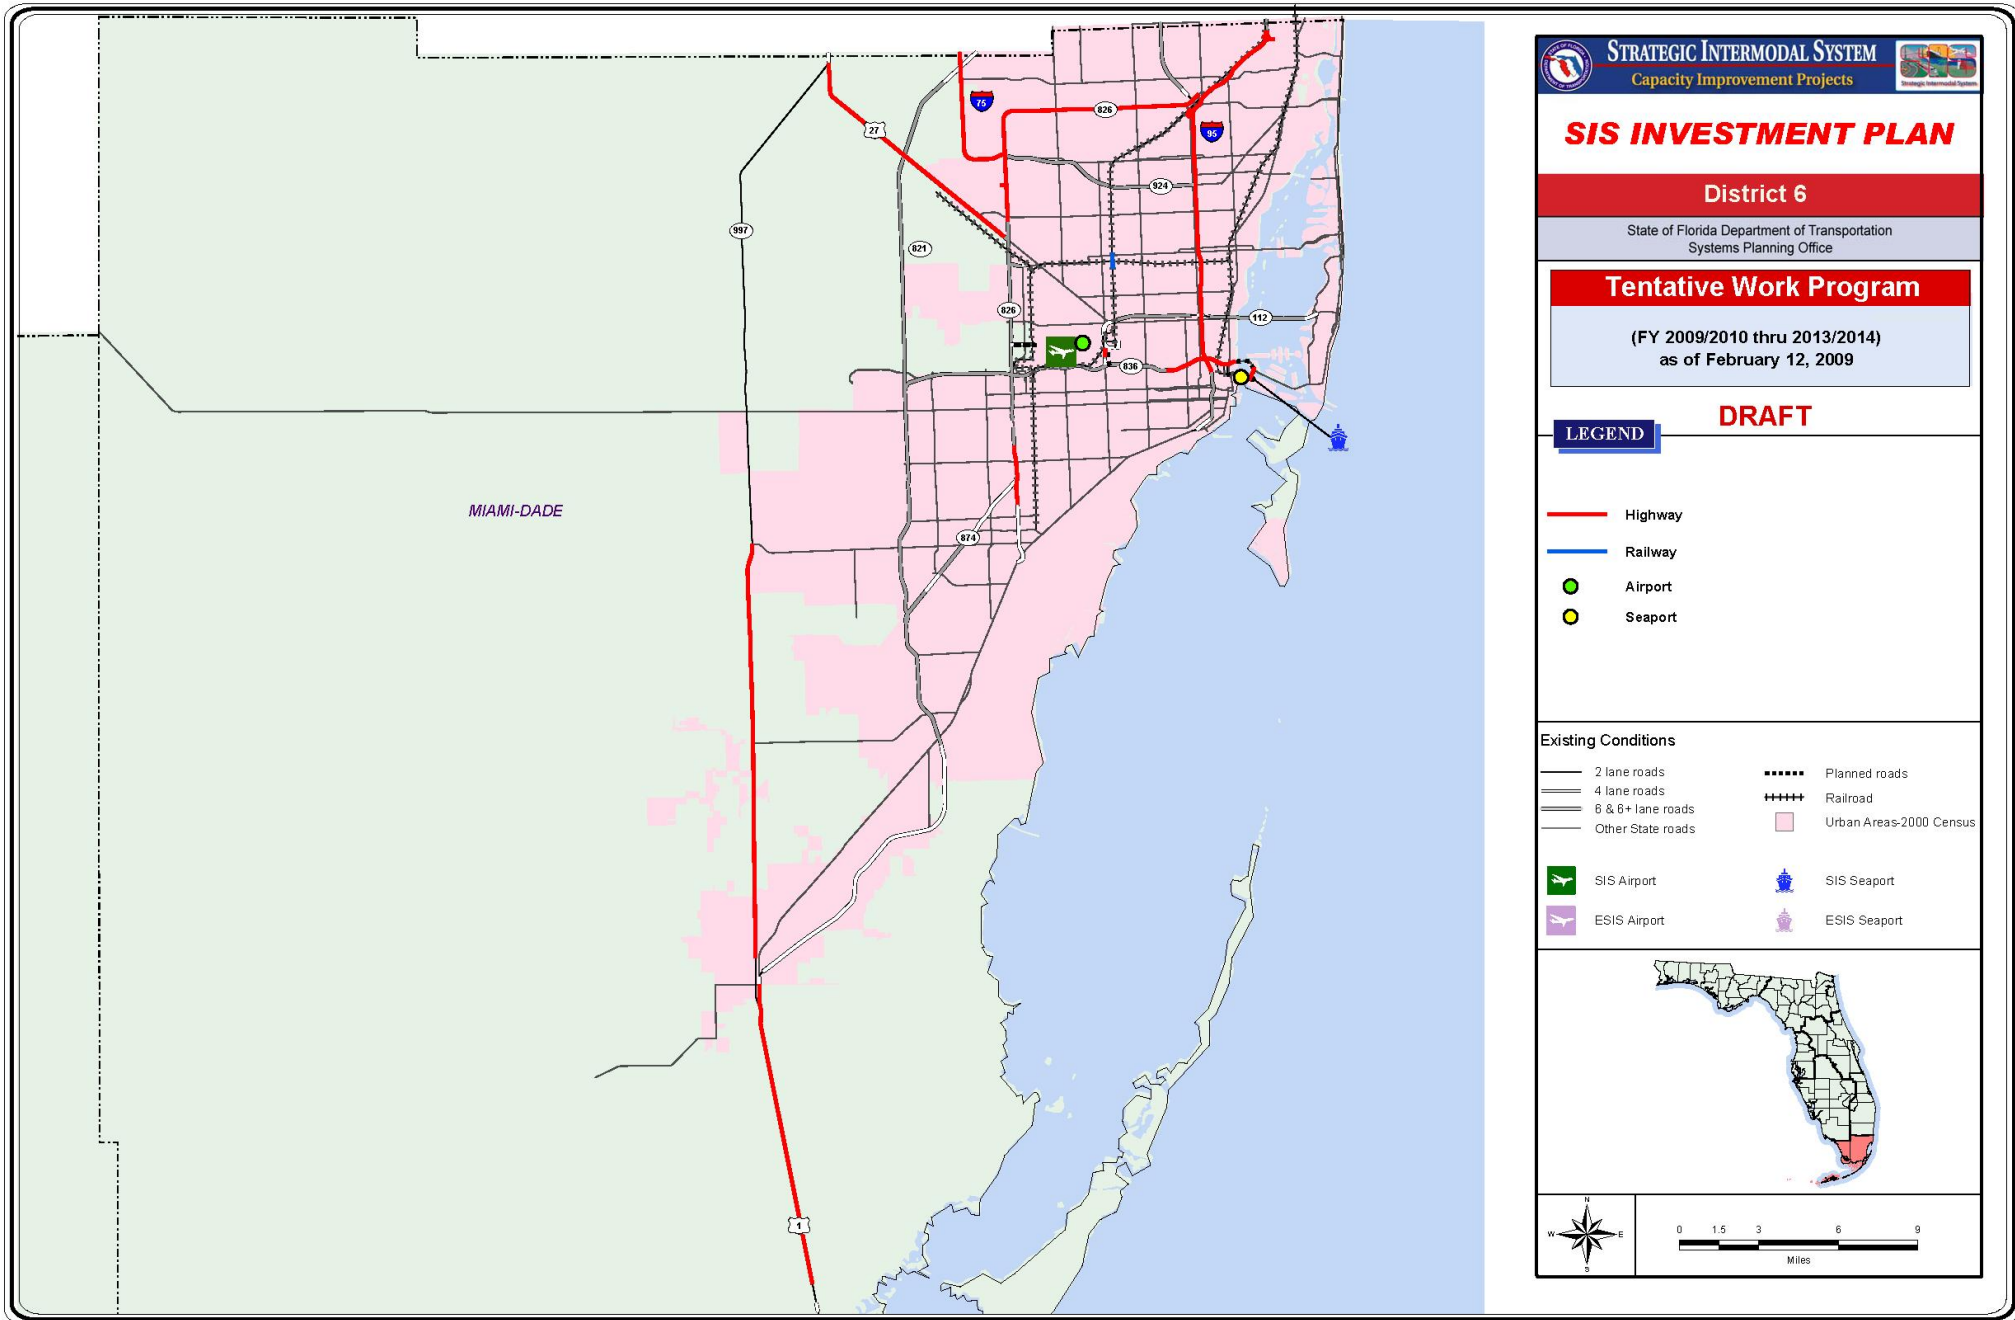 STRATEGIC INTERMODAL SYSTEM
Capacity Improvement Projects
Strategic Intermodal System
SIS INVESTMENT PLAN
District 6
State of Florida Department of Transportation
Systems Planning Office
Tentative Work Program
(FY 2009/2010 thru 2013/2014)
as of February 12, 2009
DRAFT
LEGEND
Highway
Railway
Airport
Seaport
Existing Conditions
2 lane roads
4 lane roads
6 & 6+ lane roads
Other State roads
Planned roads
Railroad
Urban Areas-2000 Census
SIS Airport
SIS Seaport
ESIS Airport
ESIS Seaport
N
W
E
S
0 1.5 3 6 9
Miles
75
826
27
95
924
997
821
826
112
836
MIAMI-DADE
874
1